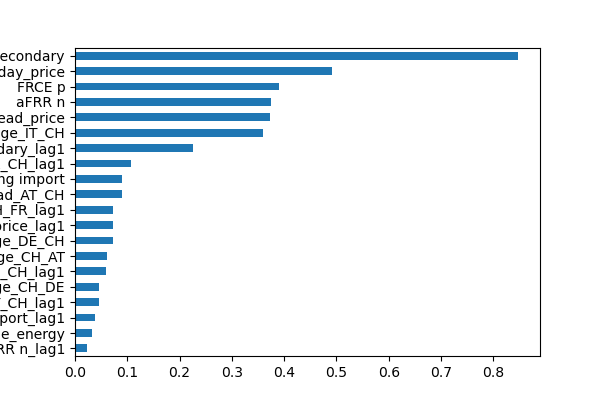 econdary
day_price
FRCE p
aFRR n
ead_price
ge_IT_CH
dary_lag1
_CH_lag1
ng import
ad_AT_CH
H_FR_lag1
price_lag1
ge_DE_CH
ge_CH_AT
_CH_lag1
ge_CH_DE
_CH_lag1
port_lag1
e_energy
RR n_lag1
0.0 0.1 0.2 0.3 0.4 0.5 0.6 0.7 0.8